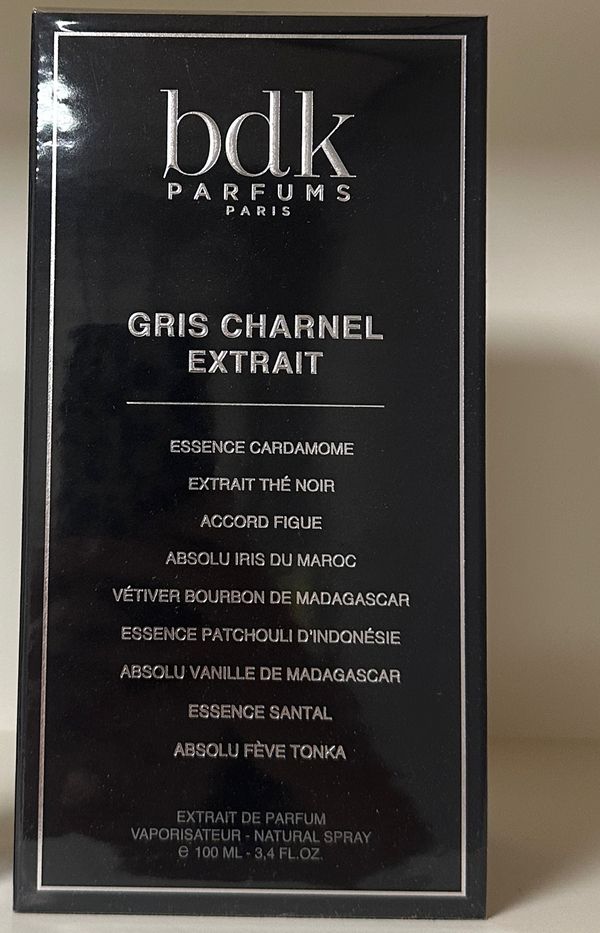 bdk
PARFUMS
PARIS
GRIS CHARNEL
EXTRAIT
ESSENCE CARDAMOME
EXTRAIT THÉ NOIR
ACCORD FIGUE
ABSOLU IRIS DU MAROC
VÉTIVER BOURBON DE MADAGASCAR
ESSENCE PATCHOULI D'INDONÉSIE
ABSOLU VANILLE DE MADAGASCAR
ESSENCE SANTAL
ABSOLU FÈVE TONKA
EXTRAIT DE PARFUM
VAPORISATEUR - NATURAL SPRAY
℮ 100 ML - 3,4 FL.OZ.